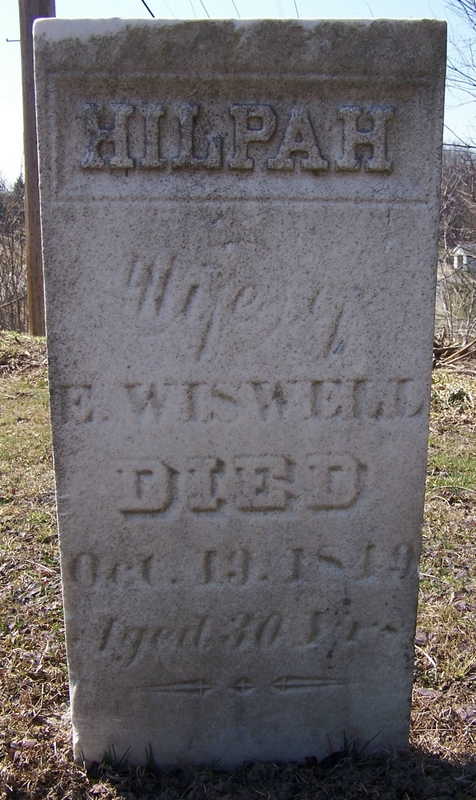 HILPAH
Wife of
E. WISWELL
DIED
Oct. 19. 1849
Aged 30 Yrs